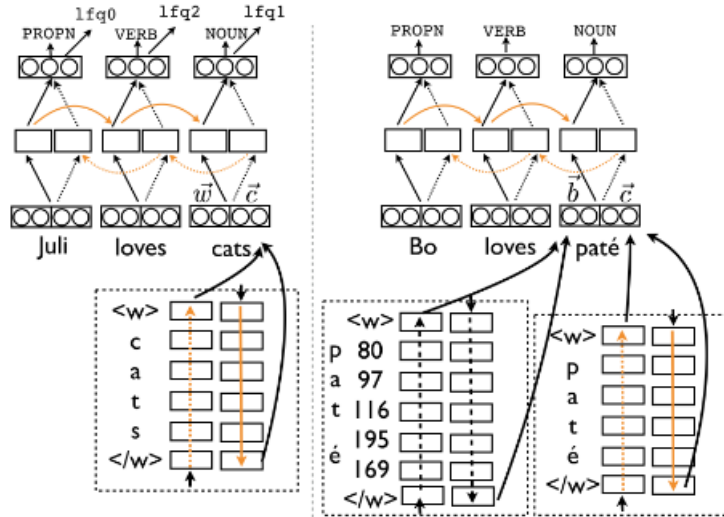 lfq0 lfq2 lfq1
PROPN VERB NOUN
w⃗ c⃗
Juli loves cats
<w>
c
a
t
s
</w>
PROPN VERB NOUN
b⃗ c⃗
Bo loves paté
<w>
p 80
a 97
t 116
195
é
169
</w>
<w>
p
a
t
é
</w>